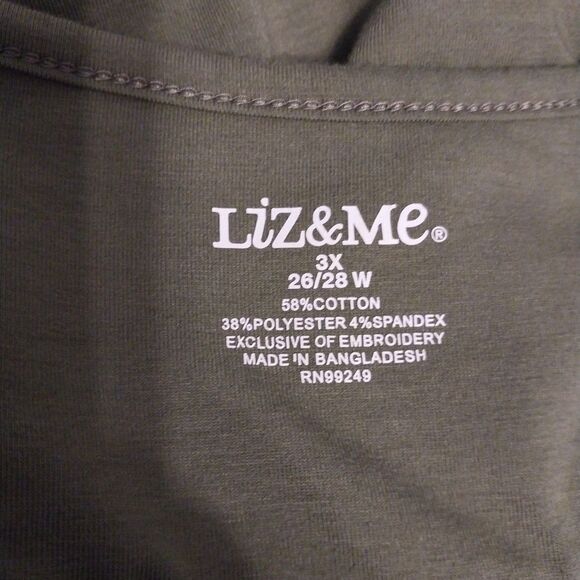 LiZ&Me®
3X
26/28 W
58%COTTON
38%POLYESTER 4%SPANDEX
EXCLUSIVE OF EMBROIDERY
MADE IN BANGLADESH
RN99249